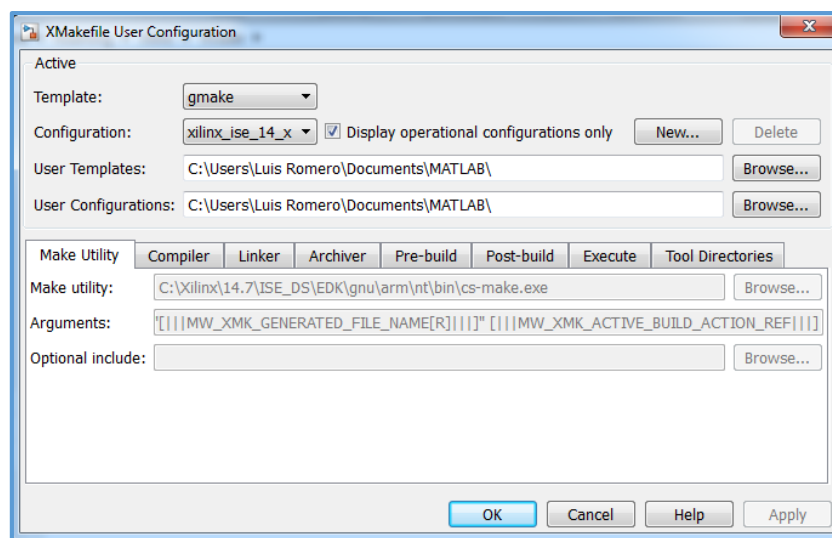 XMakefile User Configuration
Active
Template: gmake
Configuration: xilinx_ise_14_x Display operational configurations only New... Delete
User Templates: C:\Users\Luis Romero\Documents\MATLAB\ Browse...
User Configurations: C:\Users\Luis Romero\Documents\MATLAB\ Browse...
Make Utility Compiler Linker Archiver Pre-build Post-build Execute Tool Directories
Make utility: C:\Xilinx\14.7\ISE_DS\EDK\gnu\arm\nt\bin\cs-make.exe Browse...
Arguments: "[|||MW_XMK_GENERATED_FILE_NAME[R]|||]" [|||MW_XMK_ACTIVE_BUILD_ACTION_REF|||]
Optional include: Browse...
OK Cancel Help Apply